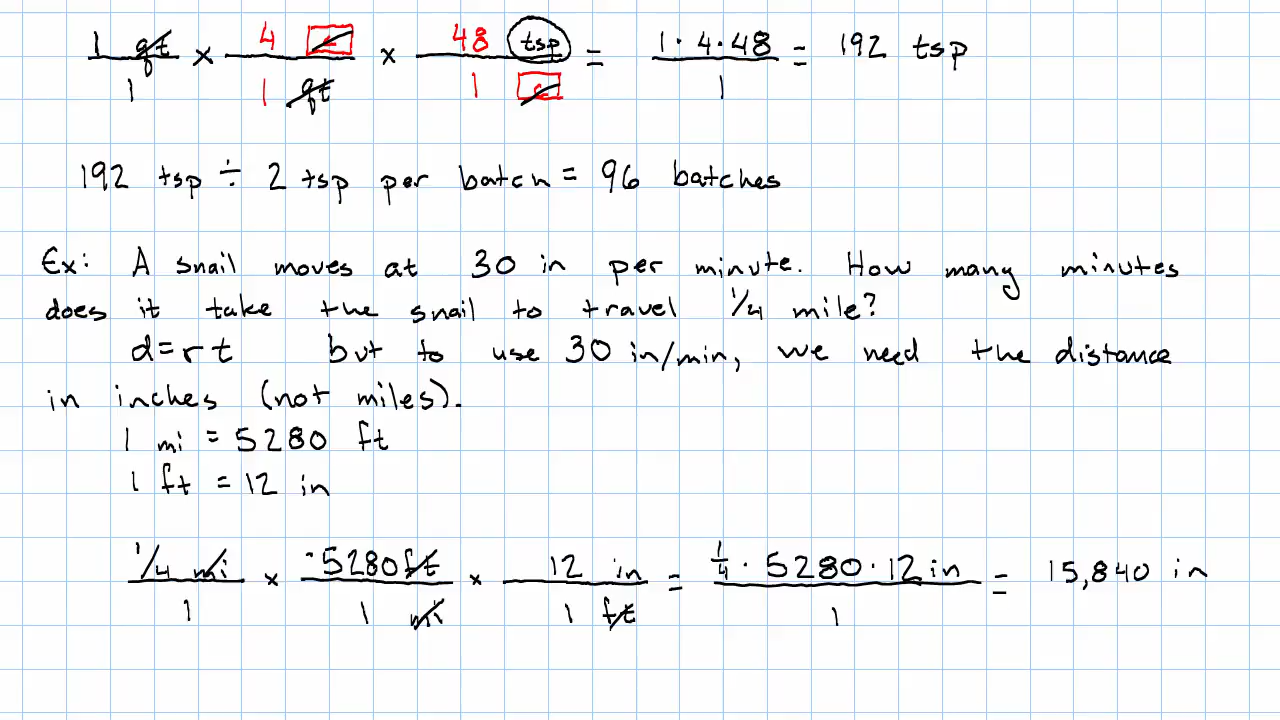 1 qt/1 × 4 c/1 qt × 48 tsp/1 c = 1·4·48/1 = 192 tsp
192 tsp ÷ 2 tsp per batch = 96 batches
Ex: A snail moves at 30 in per minute. How many minutes
does it take the snail to travel 1/4 mile?
d=rt but to use 30 in/min, we need the distance
in inches (not miles).
1 mi = 5280 ft
1 ft = 12 in
1/4 mi/1 × 5280 ft/1 mi × 12 in/1 ft = 1/4·5280·12 in/1 = 15,840 in